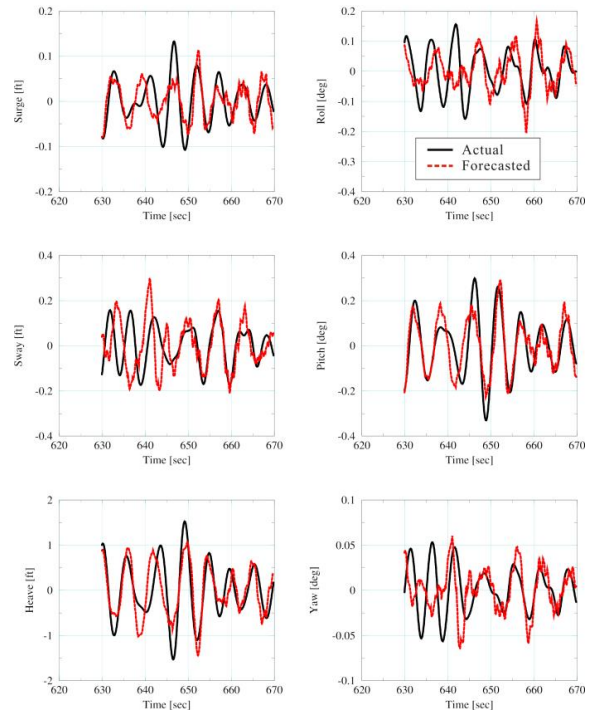 0.2
0.1
0
-0.1
-0.2
Surge [ft]
620 630 640 650 660 670
Time [sec]
0.2
0.1
0
-0.1
-0.2
-0.3
-0.4
Roll [deg]
Actual
Forecasted
620 630 640 650 660 670
Time [sec]
0.4
0.2
0
-0.2
-0.4
Sway [ft]
620 630 640 650 660 670
Time [sec]
0.4
0.2
0
-0.2
-0.4
Pitch [deg]
620 630 640 650 660 670
Time [sec]
2
1
0
-1
-2
Heave [ft]
620 630 640 650 660 670
Time [sec]
0.1
0.05
0
-0.05
-0.1
Yaw [deg]
620 630 640 650 660 670
Time [sec]